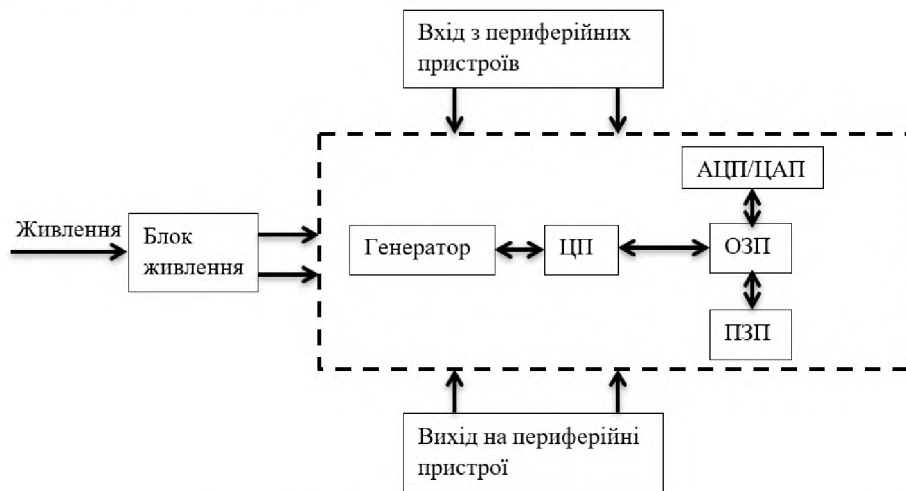 Вхід з периферійних
пристроїв
АЦП/ЦАП
Живлення
Блок
живлення
Генератор
ЦП
ОЗП
ПЗП
Вихід на периферійні
пристрої